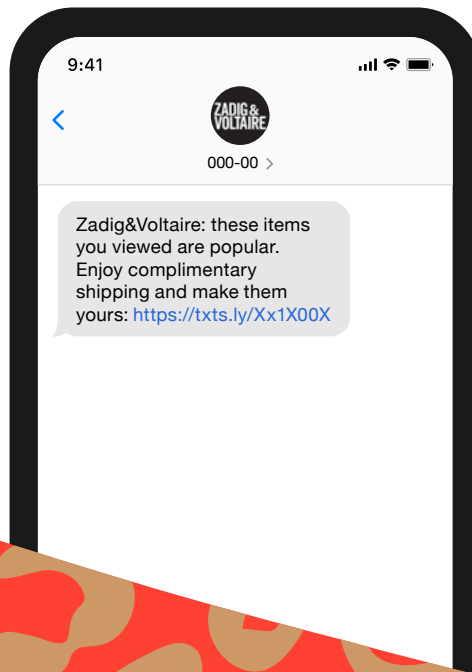 9:41
ZADIG&
VOLTAIRE
000-00 >
Zadig&Voltaire: these items
you viewed are popular.
Enjoy complimentary
shipping and make them
yours: https://txts.ly/Xx1X00X